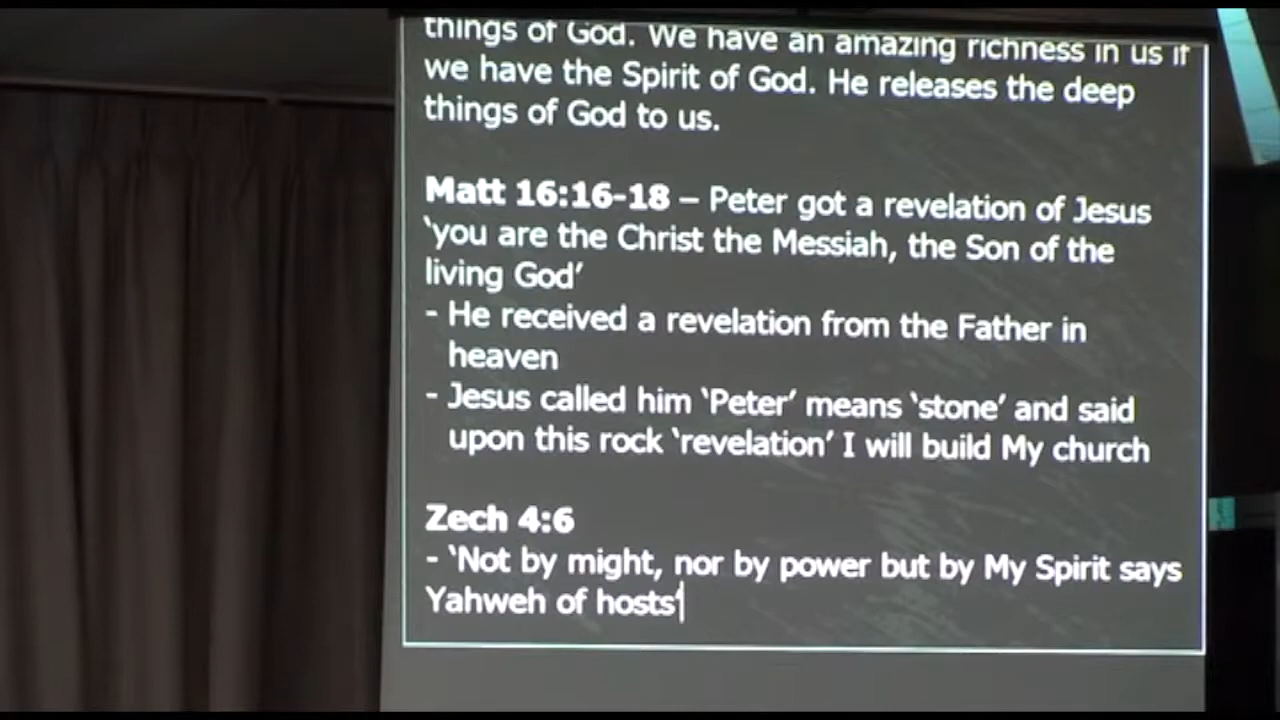 things of God. We have an amazing richness in us if
we have the Spirit of God. He releases the deep
things of God to us.
Matt 16:16-18 – Peter got a revelation of Jesus
‘you are the Christ the Messiah, the Son of the
living God’
- He received a revelation from the Father in
heaven
- Jesus called him ‘Peter’ means ‘stone’ and said
upon this rock ‘revelation’ I will build My church
Zech 4:6
- ‘Not by might, nor by power but by My Spirit says
Yahweh of hosts‘